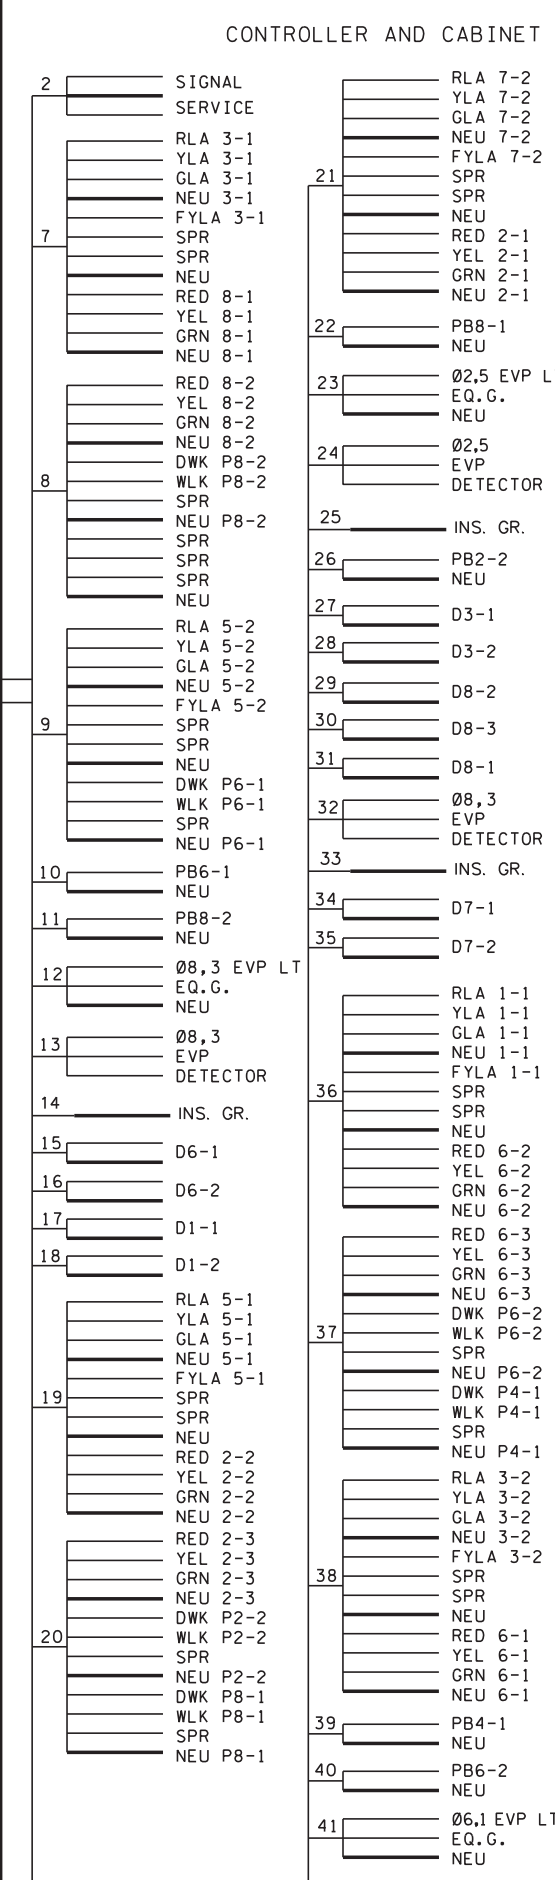 CONTROLLER AND CABINET
2
SIGNAL
SERVICE
7
RLA 3-1
YLA 3-1
GLA 3-1
NEU 3-1
FYLA 3-1
SPR
SPR
NEU
RED 8-1
YEL 8-1
GRN 8-1
NEU 8-1
8
RED 8-2
YEL 8-2
GRN 8-2
NEU 8-2
DWK P8-2
WLK P8-2
SPR
NEU P8-2
SPR
SPR
SPR
NEU
9
RLA 5-2
YLA 5-2
GLA 5-2
NEU 5-2
FYLA 5-2
SPR
SPR
NEU
DWK P6-1
WLK P6-1
SPR
NEU P6-1
10
PB6-1
NEU
11
PB8-2
NEU
12
Ø8,3 EVP LT
EQ.G.
NEU
13
Ø8,3
EVP
DETECTOR
14
INS. GR.
15
D6-1
16
D6-2
17
D1-1
18
D1-2
19
RLA 5-1
YLA 5-1
GLA 5-1
NEU 5-1
FYLA 5-1
SPR
SPR
NEU
RED 2-2
YEL 2-2
GRN 2-2
NEU 2-2
20
RED 2-3
YEL 2-3
GRN 2-3
NEU 2-3
DWK P2-2
WLK P2-2
SPR
NEU P2-2
DWK P8-1
WLK P8-1
SPR
NEU P8-1
21
RLA 7-2
YLA 7-2
GLA 7-2
NEU 7-2
FYLA 7-2
SPR
SPR
NEU
RED 2-1
YEL 2-1
GRN 2-1
NEU 2-1
22
PB8-1
NEU
23
Ø2,5 EVP L
EQ.G.
NEU
24
Ø2,5
EVP
DETECTOR
25
INS. GR.
26
PB2-2
NEU
27
D3-1
28
D3-2
29
D8-2
30
D8-3
31
D8-1
32
Ø8,3
EVP
DETECTOR
33
INS. GR.
34
D7-1
35
D7-2
36
RLA 1-1
YLA 1-1
GLA 1-1
NEU 1-1
FYLA 1-1
SPR
SPR
NEU
RED 6-2
YEL 6-2
GRN 6-2
NEU 6-2
37
RED 6-3
YEL 6-3
GRN 6-3
NEU 6-3
DWK P6-2
WLK P6-2
SPR
NEU P6-2
DWK P4-1
WLK P4-1
SPR
NEU P4-1
38
RLA 3-2
YLA 3-2
GLA 3-2
NEU 3-2
FYLA 3-2
SPR
SPR
NEU
RED 6-1
YEL 6-1
GRN 6-1
NEU 6-1
39
PB4-1
NEU
40
PB6-2
NEU
41
Ø6,1 EVP LT
EQ.G.
NEU